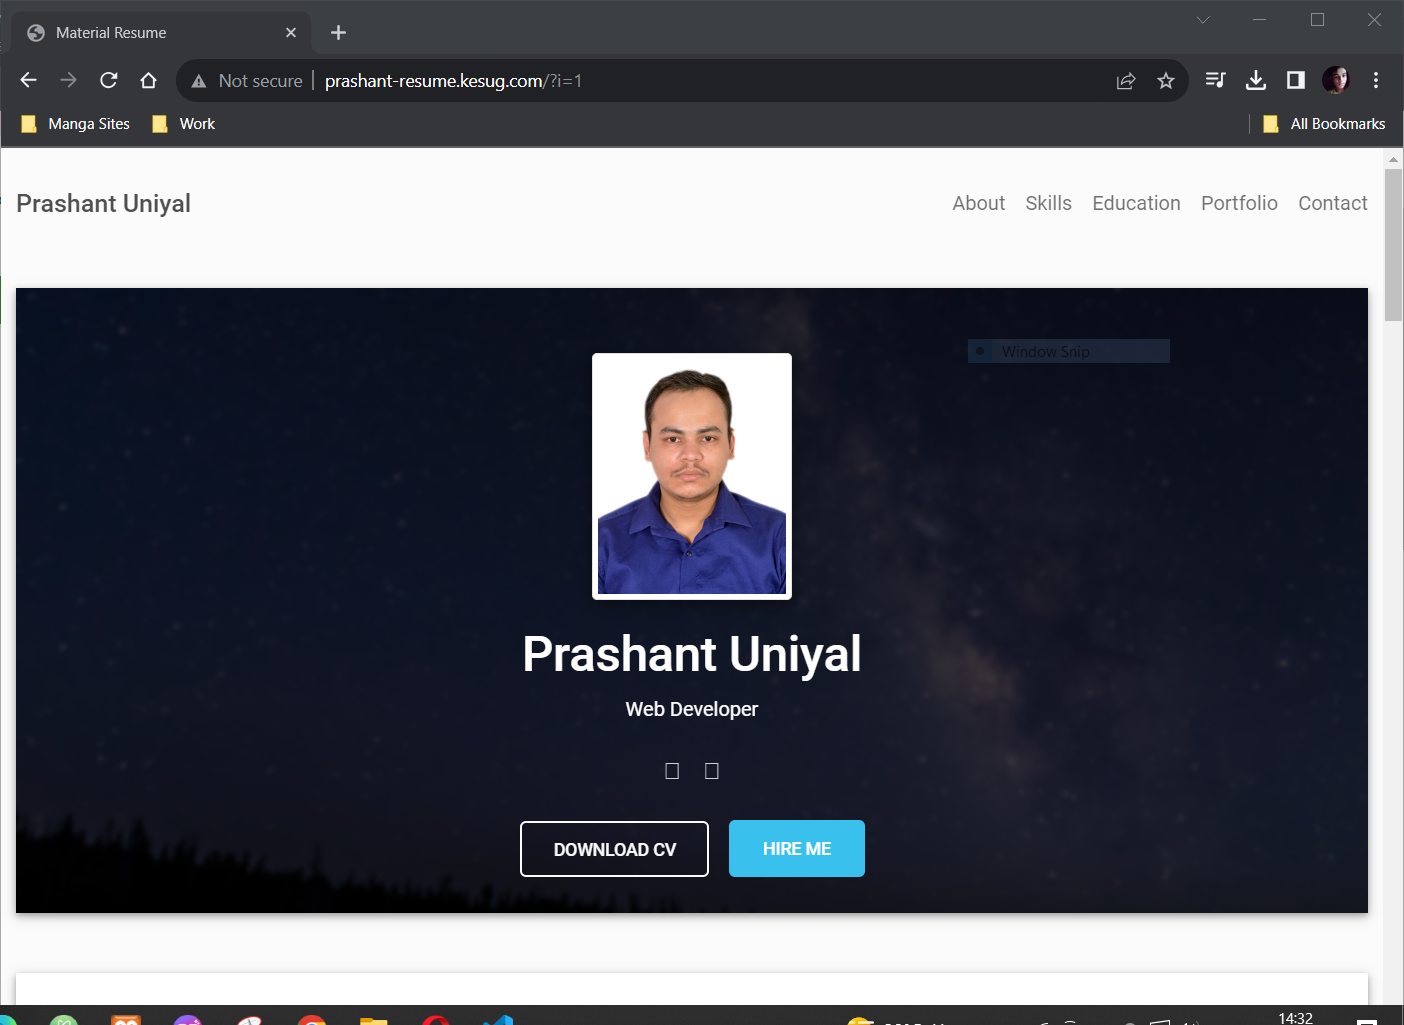 Material Resume
Not secure prashant-resume.kesug.com/?i=1
Manga Sites Work All Bookmarks
Prashant Uniyal About Skills Education Portfolio Contact
Window Snip
Prashant Uniyal
Web Developer
DOWNLOAD CV HIRE ME
14:32